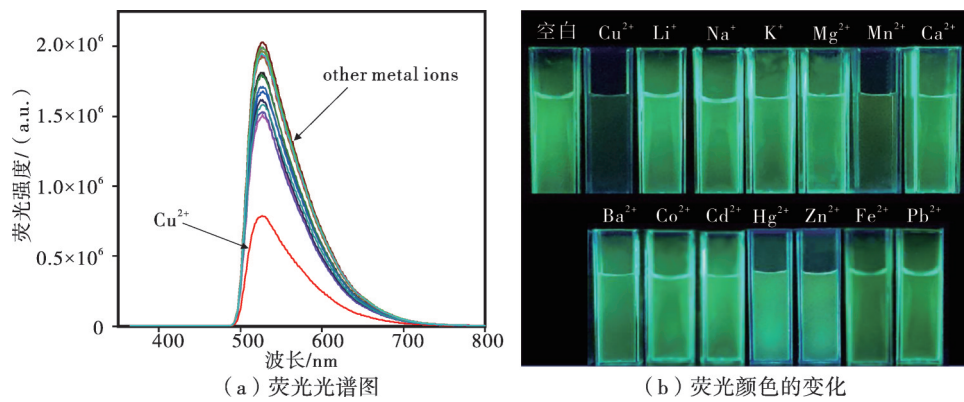 荧光强度/(a.u.)
2.0×10⁶
1.5×10⁶
1.0×10⁶
0.5×10⁶
0
other metal ions
Cu²⁺
400 500 600 700 800
波长/nm
(a)荧光光谱图
空白 Cu²⁺ Li⁺ Na⁺ K⁺ Mg²⁺ Mn²⁺ Ca²⁺
Ba²⁺ Co²⁺ Cd²⁺ Hg²⁺ Zn²⁺ Fe²⁺ Pb²⁺
(b)荧光颜色的变化